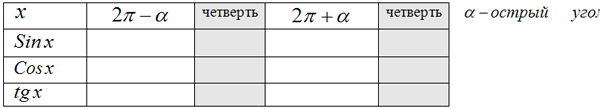 x 2π − α четверть 2π + α четверть α − острый угол
Sin x
Cos x
tg x